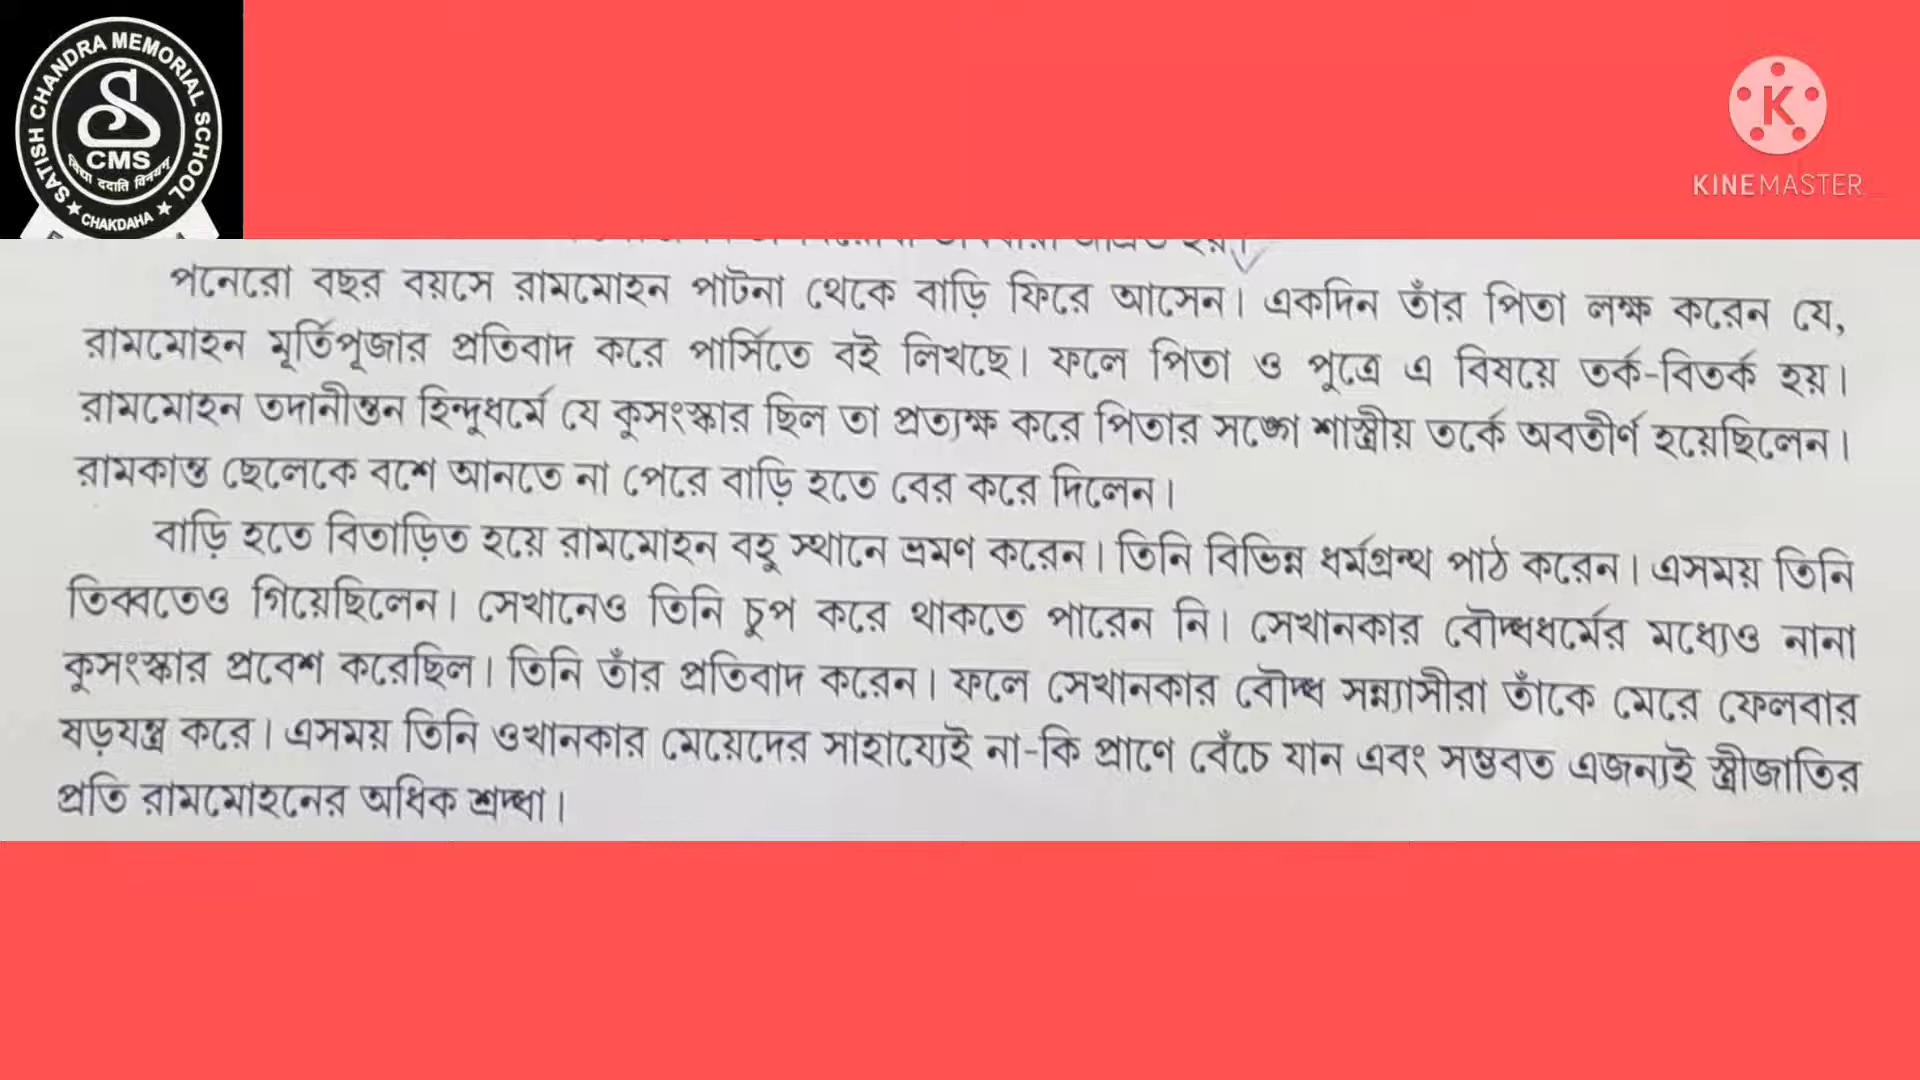 SATISH CHANDRA MEMORIAL SCHOOL
CMS
विद्या ददाति विनयम्
★ CHAKDAHA ★
K
KINEMASTER
হয়।
পনেরো বছর বয়সে রামমোহন পাটনা থেকে বাড়ি ফিরে আসেন। একদিন তাঁর পিতা লক্ষ করেন যে,
রামমোহন মূর্তিপূজার প্রতিবাদ করে পার্সিতে বই লিখছে। ফলে পিতা ও পুত্রে এ বিষয়ে তর্ক-বিতর্ক হয়।
রামমোহন তদানীন্তন হিন্দুধর্মে যে কুসংস্কার ছিল তা প্রত্যক্ষ করে পিতার সঙ্গে শাস্ত্রীয় তর্কে অবতীর্ণ হয়েছিলেন।
রামকান্ত ছেলেকে বশে আনতে না পেরে বাড়ি হতে বের করে দিলেন।
বাড়ি হতে বিতাড়িত হয়ে রামমোহন বহু স্থানে ভ্রমণ করেন। তিনি বিভিন্ন ধর্মগ্রন্থ পাঠ করেন। এসময় তিনি
তিব্বতেও গিয়েছিলেন। সেখানেও তিনি চুপ করে থাকতে পারেন নি। সেখানকার বৌদ্ধধর্মের মধ্যেও নানা
কুসংস্কার প্রবেশ করেছিল। তিনি তাঁর প্রতিবাদ করেন। ফলে সেখানকার বৌদ্ধ সন্ন্যাসীরা তাঁকে মেরে ফেলবার
ষড়যন্ত্র করে। এসময় তিনি ওখানকার মেয়েদের সাহায্যেই না-কি প্রাণে বেঁচে যান এবং সম্ভবত এজন্যই স্ত্রীজাতির
প্রতি রামমোহনের অধিক শ্রদ্ধা।